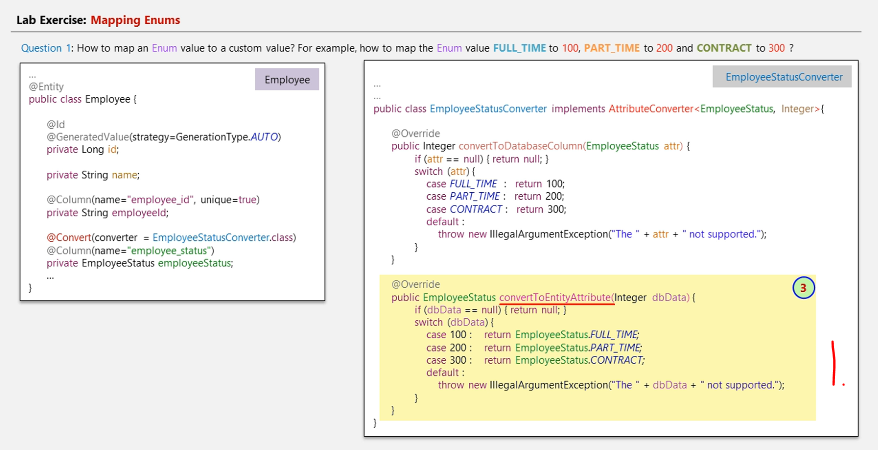 Lab Exercise: Mapping Enums
Question 1: How to map an Enum value to a custom value? For example, how to map the Enum value FULL_TIME to 100, PART_TIME to 200 and CONTRACT to 300 ?
Employee
...
@Entity
public class Employee {
@Id
@GeneratedValue(strategy=GenerationType.AUTO)
private Long id;
private String name;
@Column(name="employee_id", unique=true)
private String employeeId;
@Convert(converter = EmployeeStatusConverter.class)
@Column(name="employee_status")
private EmployeeStatus employeeStatus;
...
}
EmployeeStatusConverter
...
...
public class EmployeeStatusConverter implements AttributeConverter<EmployeeStatus, Integer>{
@Override
public Integer convertToDatabaseColumn(EmployeeStatus attr) {
if (attr == null) { return null; }
switch (attr) {
case FULL_TIME : return 100;
case PART_TIME : return 200;
case CONTRACT : return 300;
default :
throw new IllegalArgumentException("The " + attr + " not supported.");
}
}
@Override
3
public EmployeeStatus convertToEntityAttribute(Integer dbData) {
if (dbData == null) { return null; }
switch (dbData) {
case 100 : return EmployeeStatus.FULL_TIME;
case 200 : return EmployeeStatus.PART_TIME;
case 300 : return EmployeeStatus.CONTRACT;
default :
throw new IllegalArgumentException("The " + dbData + " not supported.");
}
}
}